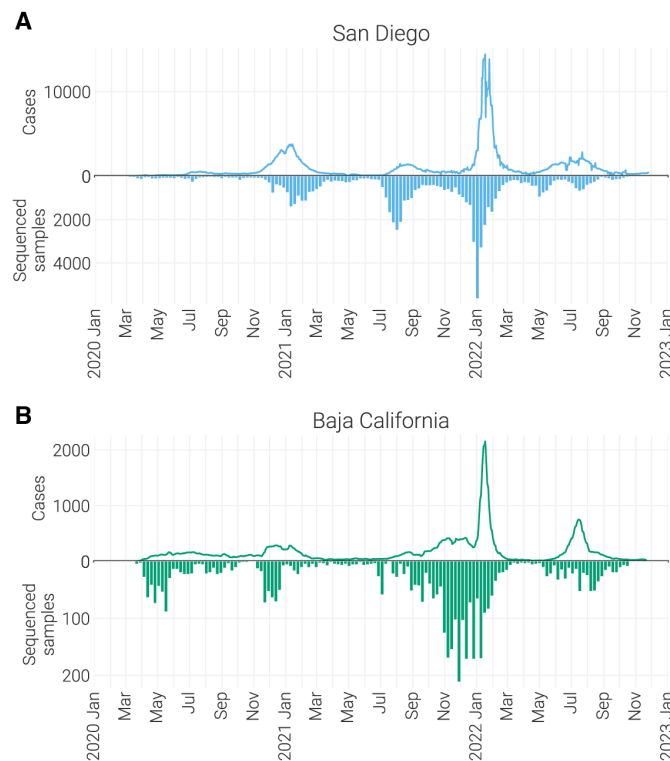 A
San Diego
Cases
10000
0
Sequenced
samples
2000
4000
2020 Jan
Mar
May
Jul
Sep
Nov
2021 Jan
Mar
May
Jul
Sep
Nov
2022 Jan
Mar
May
Jul
Sep
Nov
2023 Jan
B
Baja California
Cases
2000
1000
0
Sequenced
samples
100
200
2020 Jan
Mar
May
Jul
Sep
Nov
2021 Jan
Mar
May
Jul
Sep
Nov
2022 Jan
Mar
May
Jul
Sep
Nov
2023 Jan